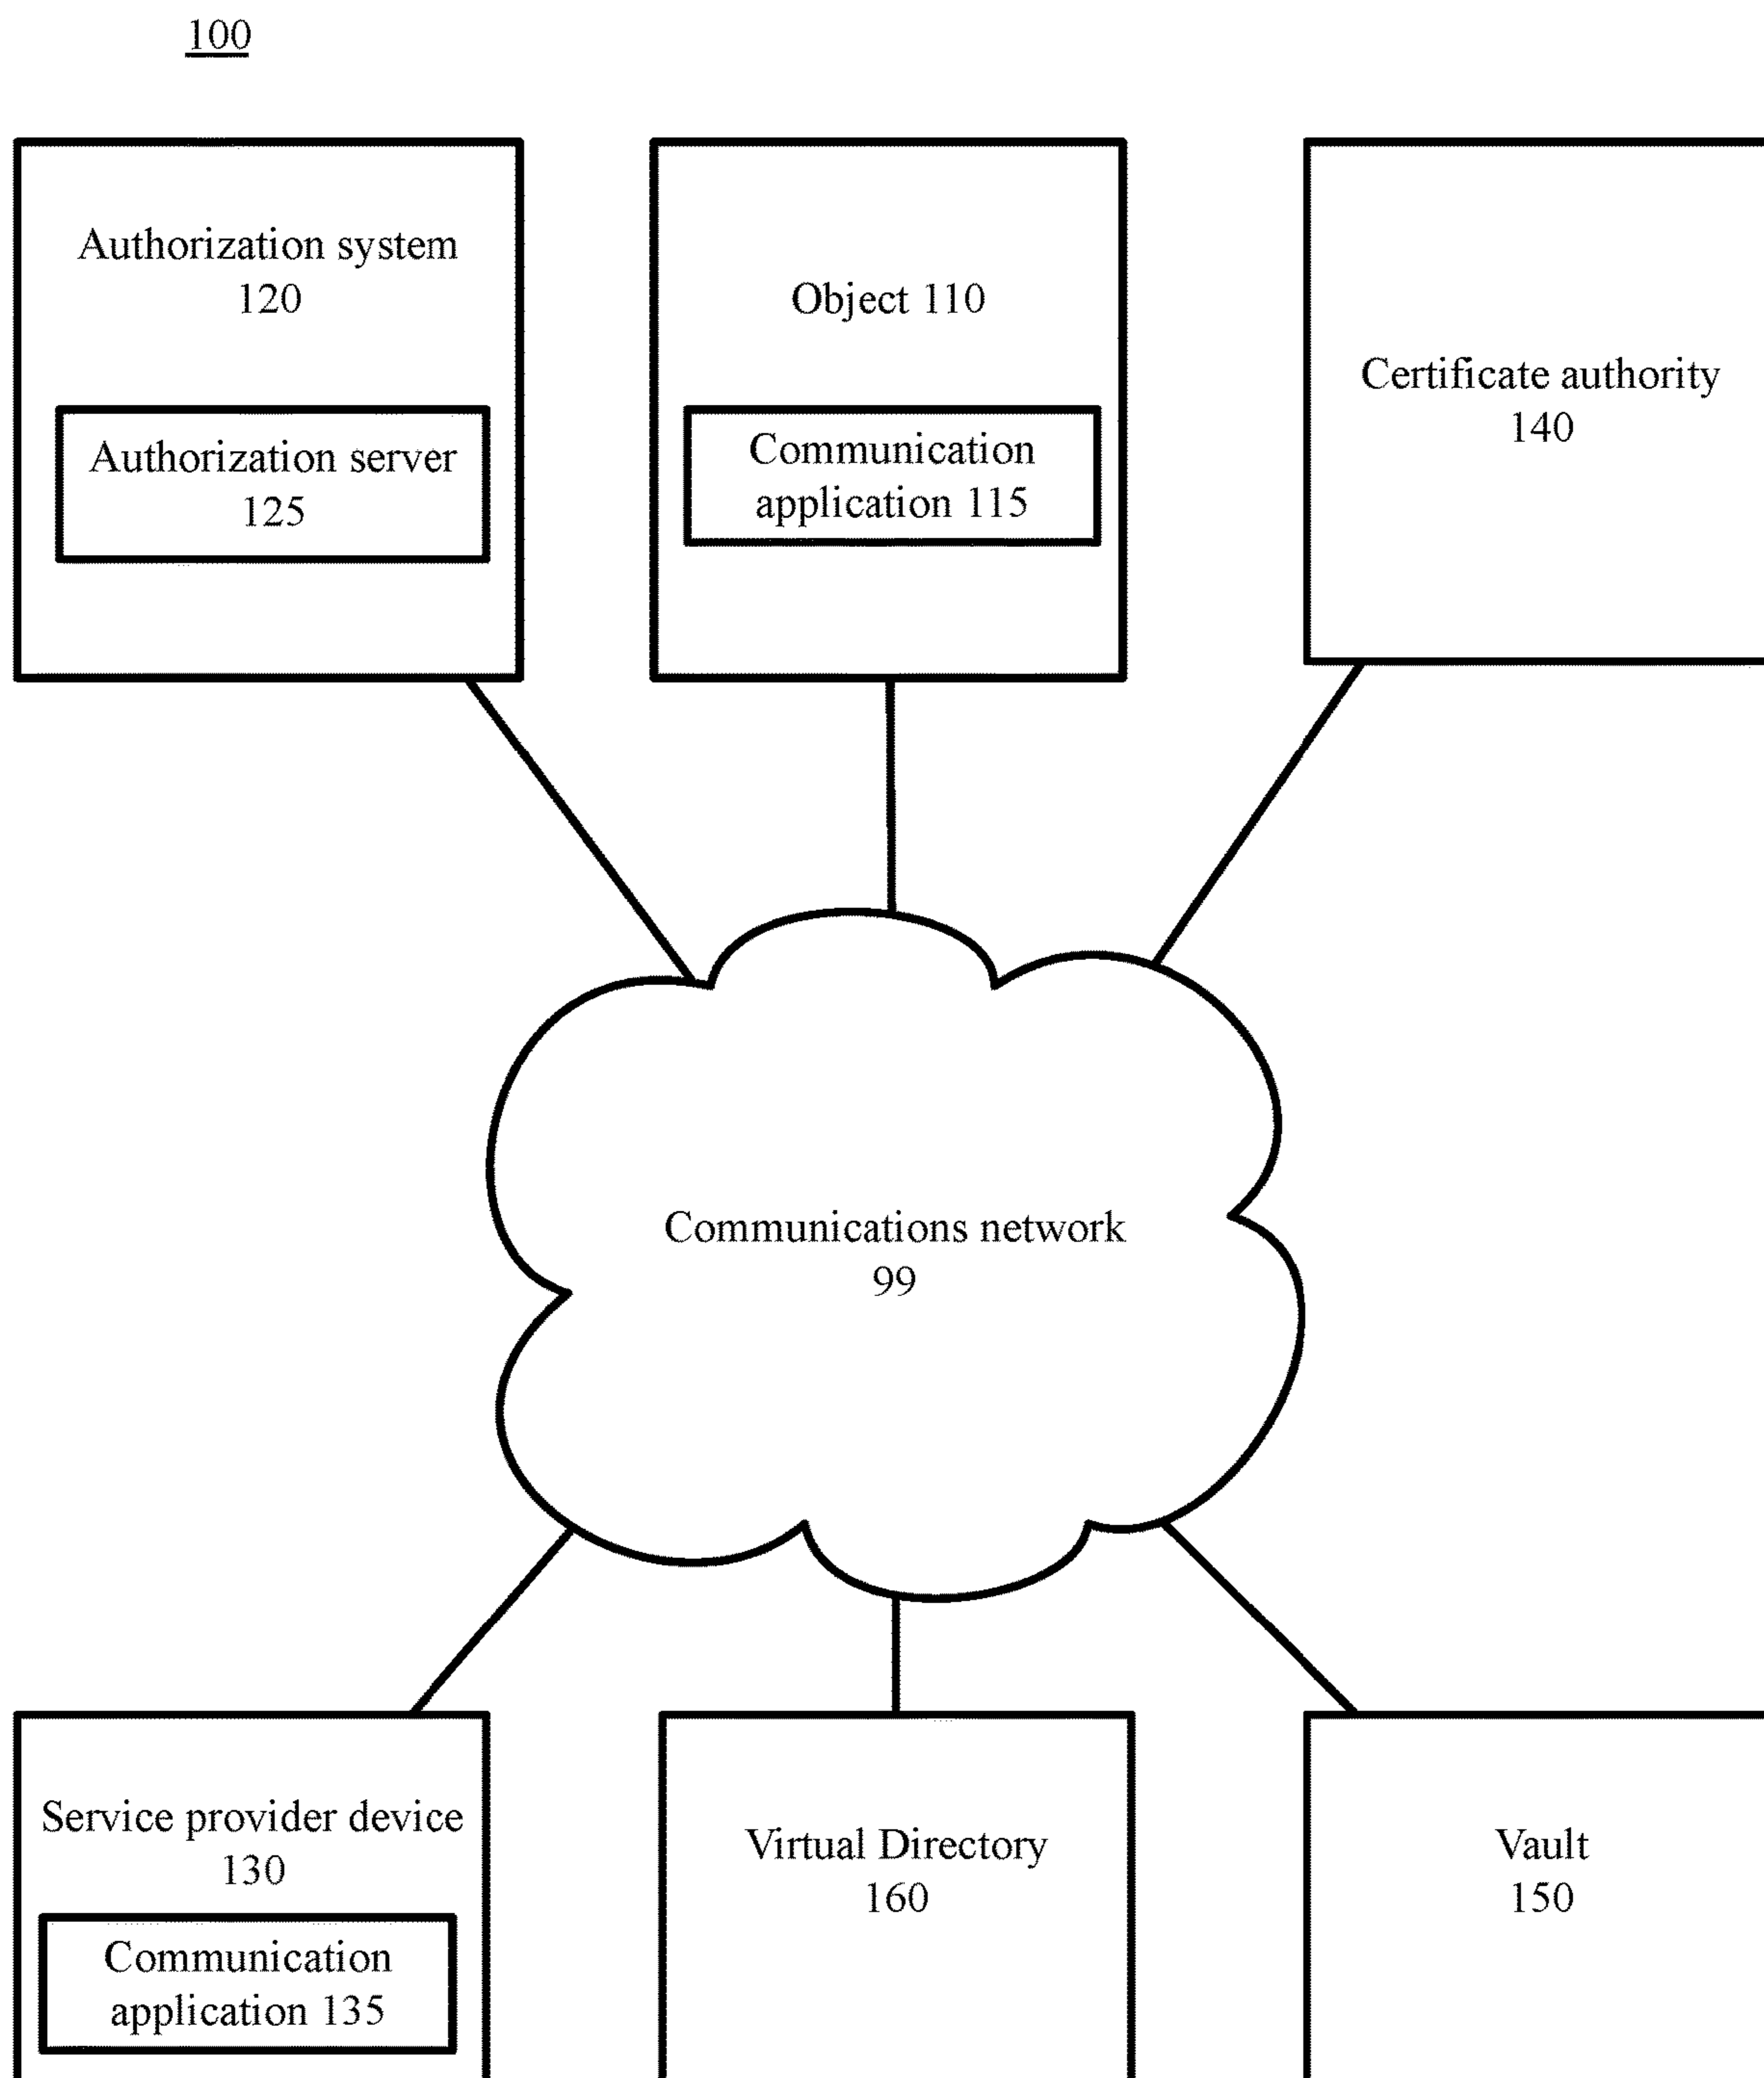 100
Authorization system
120
Authorization server
125
Object 110
Communication
application 115
Certificate authority
140
Communications network
99
Service provider device
130
Communication
application 135
Virtual Directory
160
Vault
150